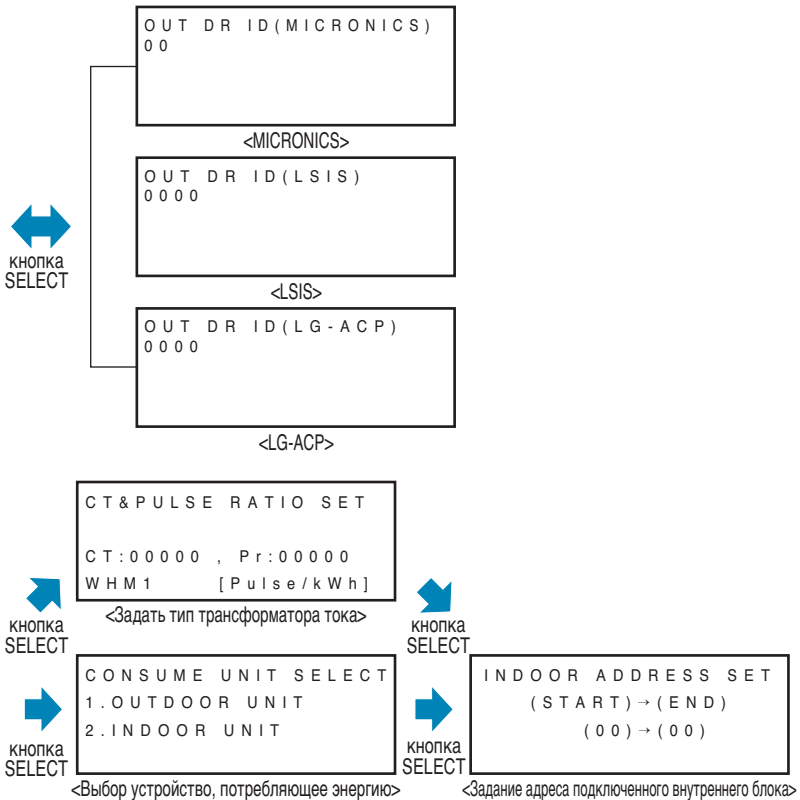 OUT DR ID(MICRONICS)
00
<MICRONICS>
OUT DR ID(LSIS)
0000
кнопка
SELECT
<LSIS>
OUT DR ID(LG-ACP)
0000
<LG-ACP>
CT&PULSE RATIO SET
CT:00000 , Pr:00000
WHM1 [Pulse/kWh]
<Задать тип трансформатора тока>
кнопка
SELECT
кнопка
SELECT
CONSUME UNIT SELECT
1.OUTDOOR UNIT
2.INDOOR UNIT
кнопка
SELECT
<Выбор устройство, потребляющее энергию>
кнопка
SELECT
INDOOR ADDRESS SET
(START)→(END)
(00)→(00)
<Задание адреса подключенного внутреннего блока>